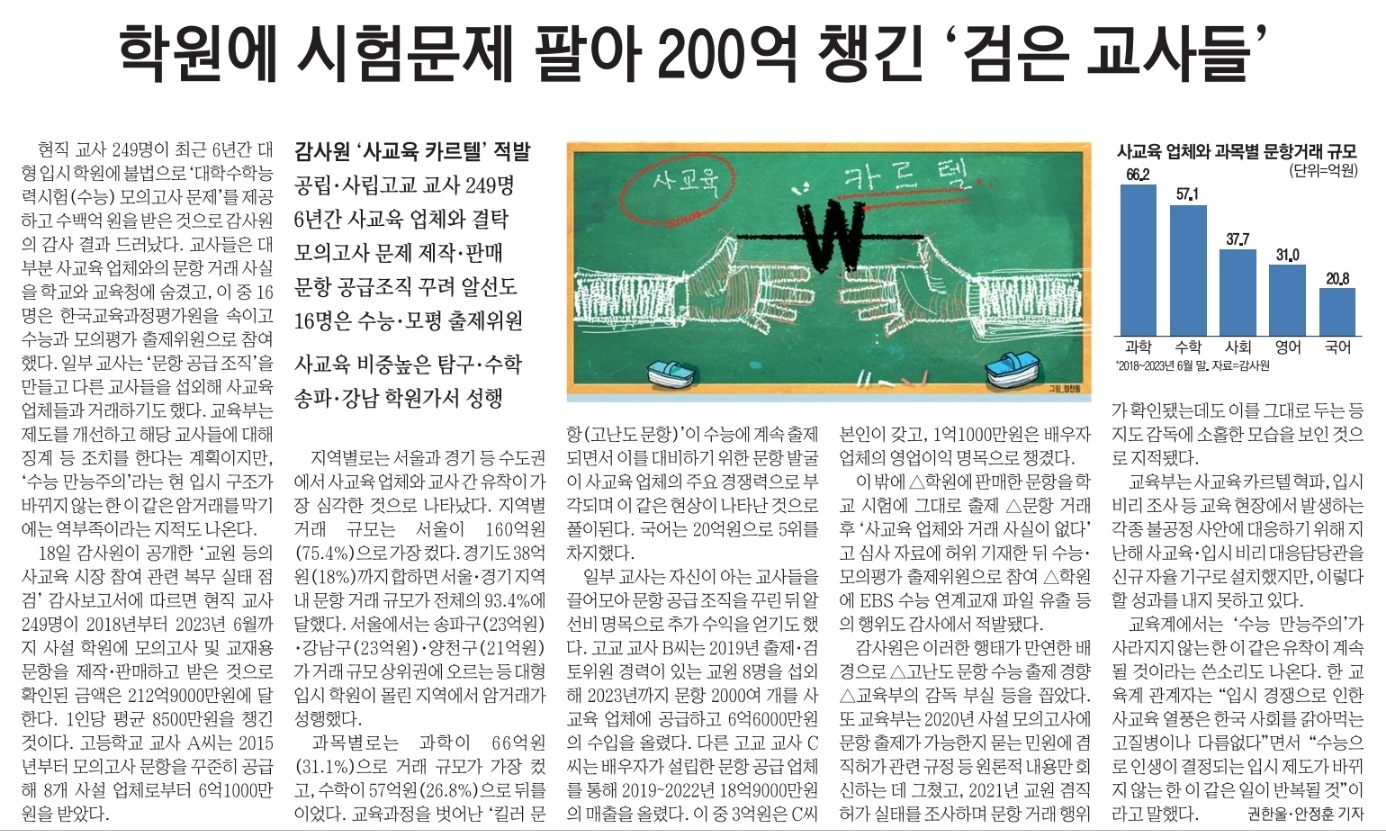 학원에 시험문제 팔아 200억 챙긴 ‘검은 교사들’
현직 교사 249명이 최근 6년간 대
형 입시 학원에 불법으로 ‘대학수학능
력시험(수능) 모의고사 문제’를 제공
하고 수백억 원을 받은 것으로 감사원
의 감사 결과 드러났다. 교사들은 대
부분 사교육 업체와의 문항 거래 사실
을 학교와 교육청에 숨겼고, 이 중 16
명은 한국교육과정평가원을 속이고
수능과 모의평가 출제위원으로 참여
했다. 일부 교사는 ‘문항 공급 조직’을
만들고 다른 교사들을 섭외해 사교육
업체들과 거래하기도 했다. 교육부는
제도를 개선하고 해당 교사들에 대해
징계 등 조치를 한다는 계획이지만,
‘수능 만능주의’라는 현 입시 구조가
바뀌지 않는 한 이 같은 암거래를 막기
에는 역부족이라는 지적도 나온다.
18일 감사원이 공개한 ‘교원 등의
사교육 시장 참여 관련 복무 실태 점
검’ 감사보고서에 따르면 현직 교사
249명이 2018년부터 2023년 6월까
지 사설 학원에 모의고사 및 교재용
문항을 제작·판매하고 받은 것으로
확인된 금액은 212억9000만원에 달
한다. 1인당 평균 8500만원을 챙긴
것이다. 고등학교 교사 A씨는 2015
년부터 모의고사 문항을 꾸준히 공급
해 8개 사설 업체로부터 6억1000만
원을 받았다.
감사원 ‘사교육 카르텔’ 적발
공립·사립고교 교사 249명
6년간 사교육 업체와 결탁
모의고사 문제 제작·판매
문항 공급조직 꾸려 알선도
16명은 수능·모평 출제위원
사교육 비중높은 탐구·수학
송파·강남 학원가서 성행
지역별로는 서울과 경기 등 수도권
에서 사교육 업체와 교사 간 유착이 가
장 심각한 것으로 나타났다. 지역별
거래 규모는 서울이 160억원
(75.4%)으로 가장 컸다. 경기도 38억
원(18%)까지 합하면 서울·경기 지역
내 문항 거래 규모가 전체의 93.4%에
달했다. 서울에서는 송파구(23억원)
·강남구(23억원)·양천구(21억원)
가 거래 규모 상위권에 오르는 등 대형
입시 학원이 몰린 지역에서 암거래가
성행했다.
과목별로는 과학이 66억원
(31.1%)으로 거래 규모가 가장 컸
고, 수학이 57억원(26.8%)으로 뒤를
이었다. 교육과정을 벗어난 ‘킬러 문
사교육
카르텔
W
그림_정찬동
항(고난도 문항)’이 수능에 계속 출제
되면서 이를 대비하기 위한 문항 발굴
이 사교육 업체의 주요 경쟁력으로 부
각되며 이 같은 현상이 나타난 것으로
풀이된다. 국어는 20억원으로 5위를
차지했다.
일부 교사는 자신이 아는 교사들을
끌어모아 문항 공급 조직을 꾸린 뒤 알
선비 명목으로 추가 수익을 얻기도 했
다. 고교 교사 B씨는 2019년 출제·검
토위원 경력이 있는 교원 8명을 섭외
해 2023년까지 문항 2000여 개를 사
교육 업체에 공급하고 6억6000만원
의 수입을 올렸다. 다른 고교 교사 C
씨는 배우자가 설립한 문항 공급 업체
를 통해 2019~2022년 18억9000만원
의 매출을 올렸다. 이 중 3억원은 C씨
본인이 갖고, 1억1000만원은 배우자
업체의 영업이익 명목으로 챙겼다.
이 밖에 △학원에 판매한 문항을 학
교 시험에 그대로 출제 △문항 거래
후 ‘사교육 업체와 거래 사실이 없다’
고 심사 자료에 허위 기재한 뒤 수능·
모의평가 출제위원으로 참여 △학원
에 EBS 수능 연계교재 파일 유출 등
의 행위도 감사에서 적발됐다.
감사원은 이러한 행태가 만연한 배
경으로 △고난도 문항 수능 출제 경향
△교육부의 감독 부실 등을 꼽았다.
또 교육부는 2020년 사설 모의고사에
문항 출제가 가능한지 묻는 민원에 겸
직허가 관련 규정 등 원론적 내용만 회
신하는 데 그쳤고, 2021년 교원 겸직
허가 실태를 조사하며 문항 거래 행위
사교육 업체와 과목별 문항거래 규모
(단위=억원)
66.2
57.1
37.7
31.0
20.8
과학 수학 사회 영어 국어
*2018~2023년 6월 말. 자료=감사원
가 확인됐는데도 이를 그대로 두는 등
지도 감독에 소홀한 모습을 보인 것으
로 지적됐다.
교육부는 사교육 카르텔 혁파, 입시
비리 조사 등 교육 현장에서 발생하는
각종 불공정 사안에 대응하기 위해 지
난해 사교육·입시 비리 대응담당관을
신규 자율 기구로 설치했지만, 이렇다
할 성과를 내지 못하고 있다.
교육계에서는 ‘수능 만능주의’가
사라지지 않는 한 이 같은 유착이 계속
될 것이라는 쓴소리도 나온다. 한 교
육계 관계자는 “입시 경쟁으로 인한
사교육 열풍은 한국 사회를 갉아먹는
고질병이나 다름없다”면서 “수능으
로 인생이 결정되는 입시 제도가 바뀌
지 않는 한 이 같은 일이 반복될 것”이
라고 말했다. 권한울·안정훈 기자